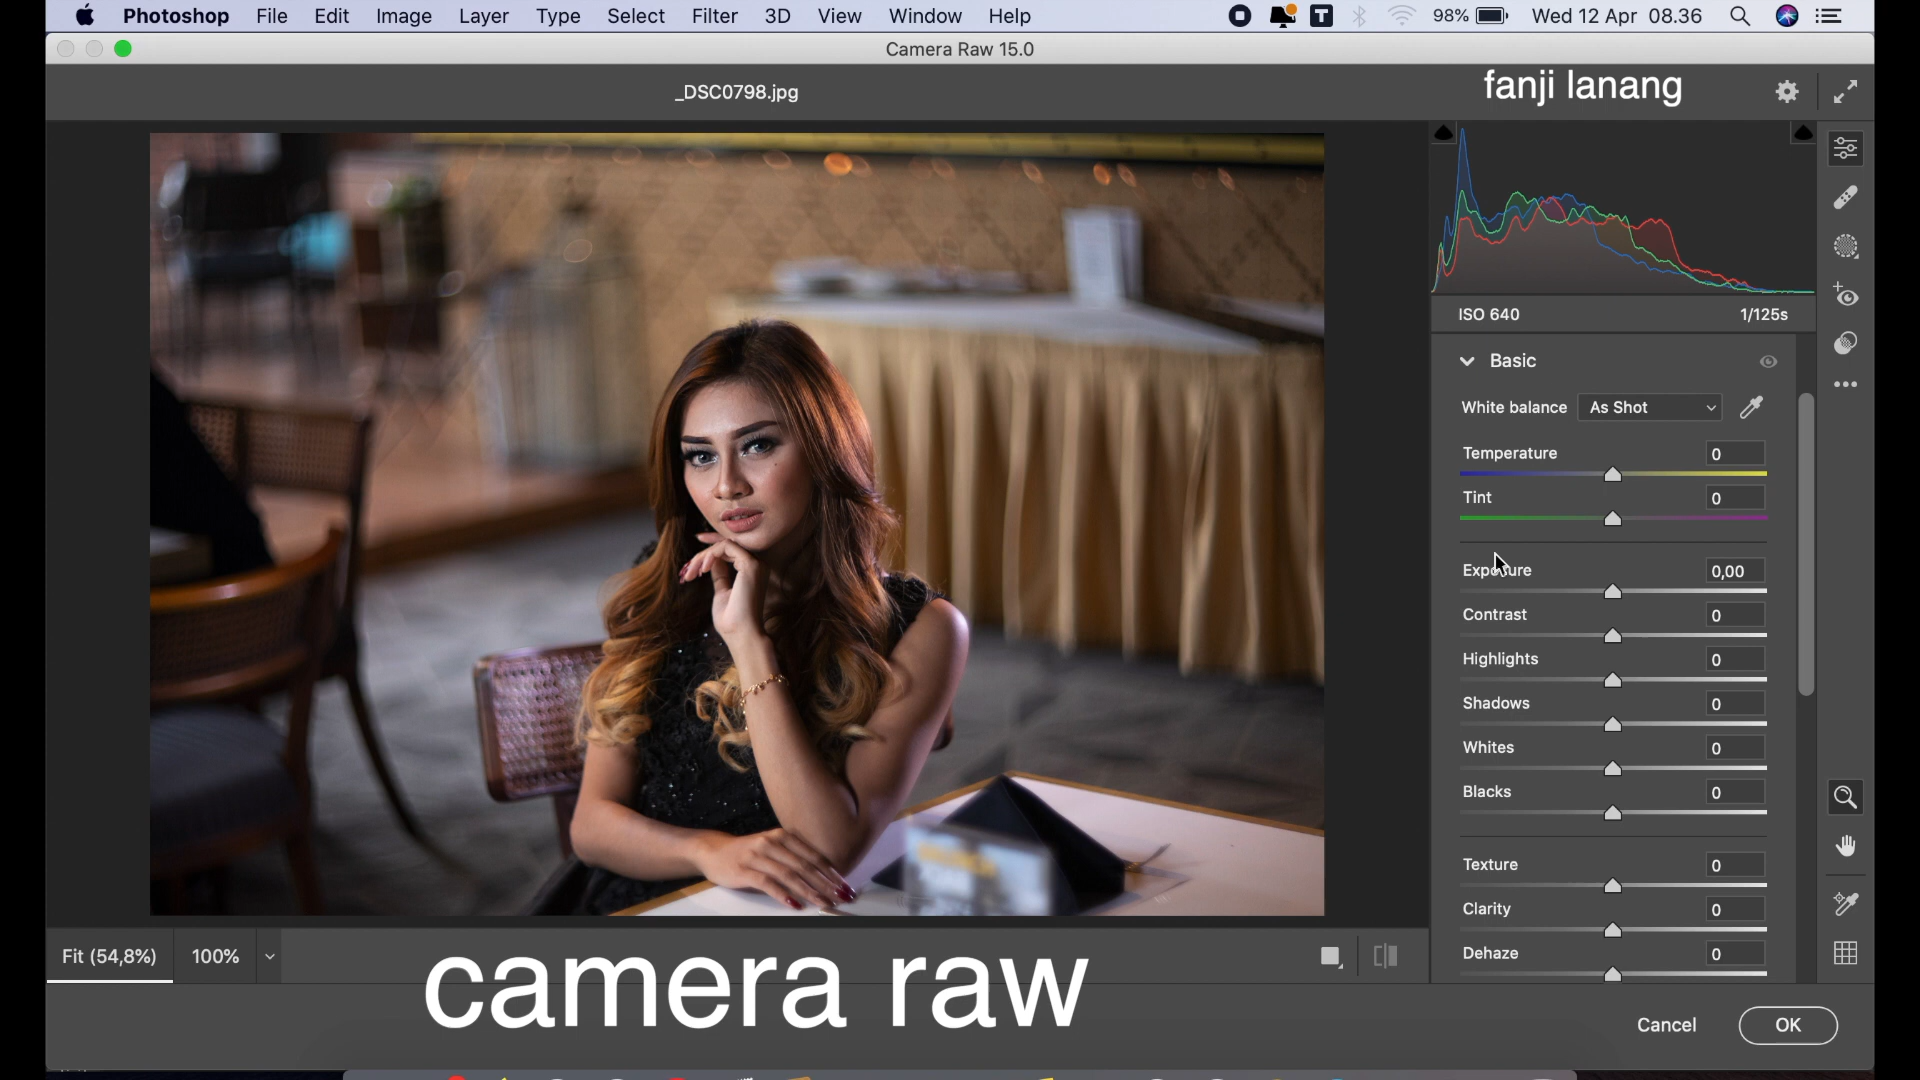 Photoshop File Edit Image Layer Type Select Filter 3D View Window Help T 98% Wed 12 Apr 08.36
Camera Raw 15.0
_DSC0798.jpg
fanji lanang
ISO 640 1/125s
Basic
White balance As Shot
Temperature 0
Tint 0
Exposure 0,00
Contrast 0
Highlights 0
Shadows 0
Whites 0
Blacks 0
Texture 0
Clarity 0
Dehaze 0
Fit (54,8%) 100%
camera raw
Cancel OK